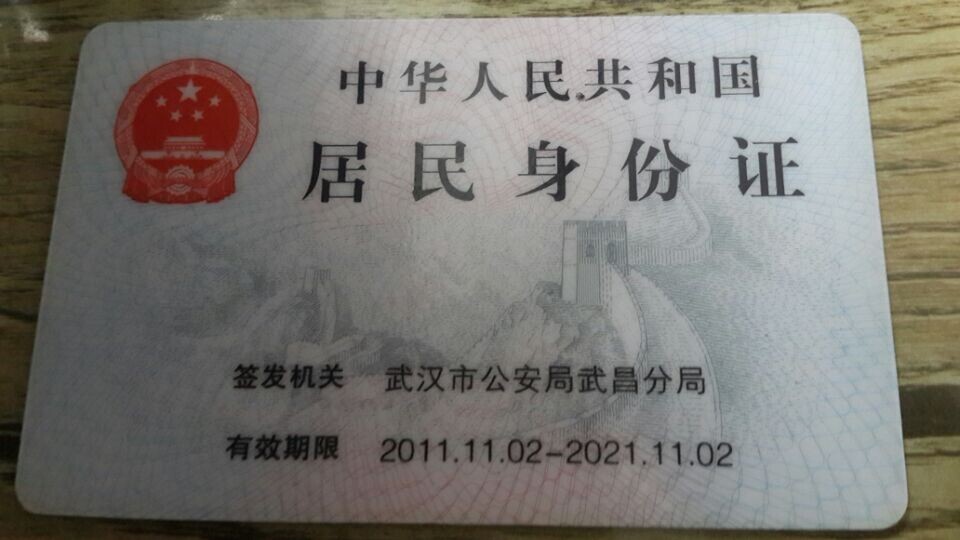 中华人民共和国
居民身份证
签发机关 武汉市公安局武昌分局
有效期限 2011.11.02-2021.11.02